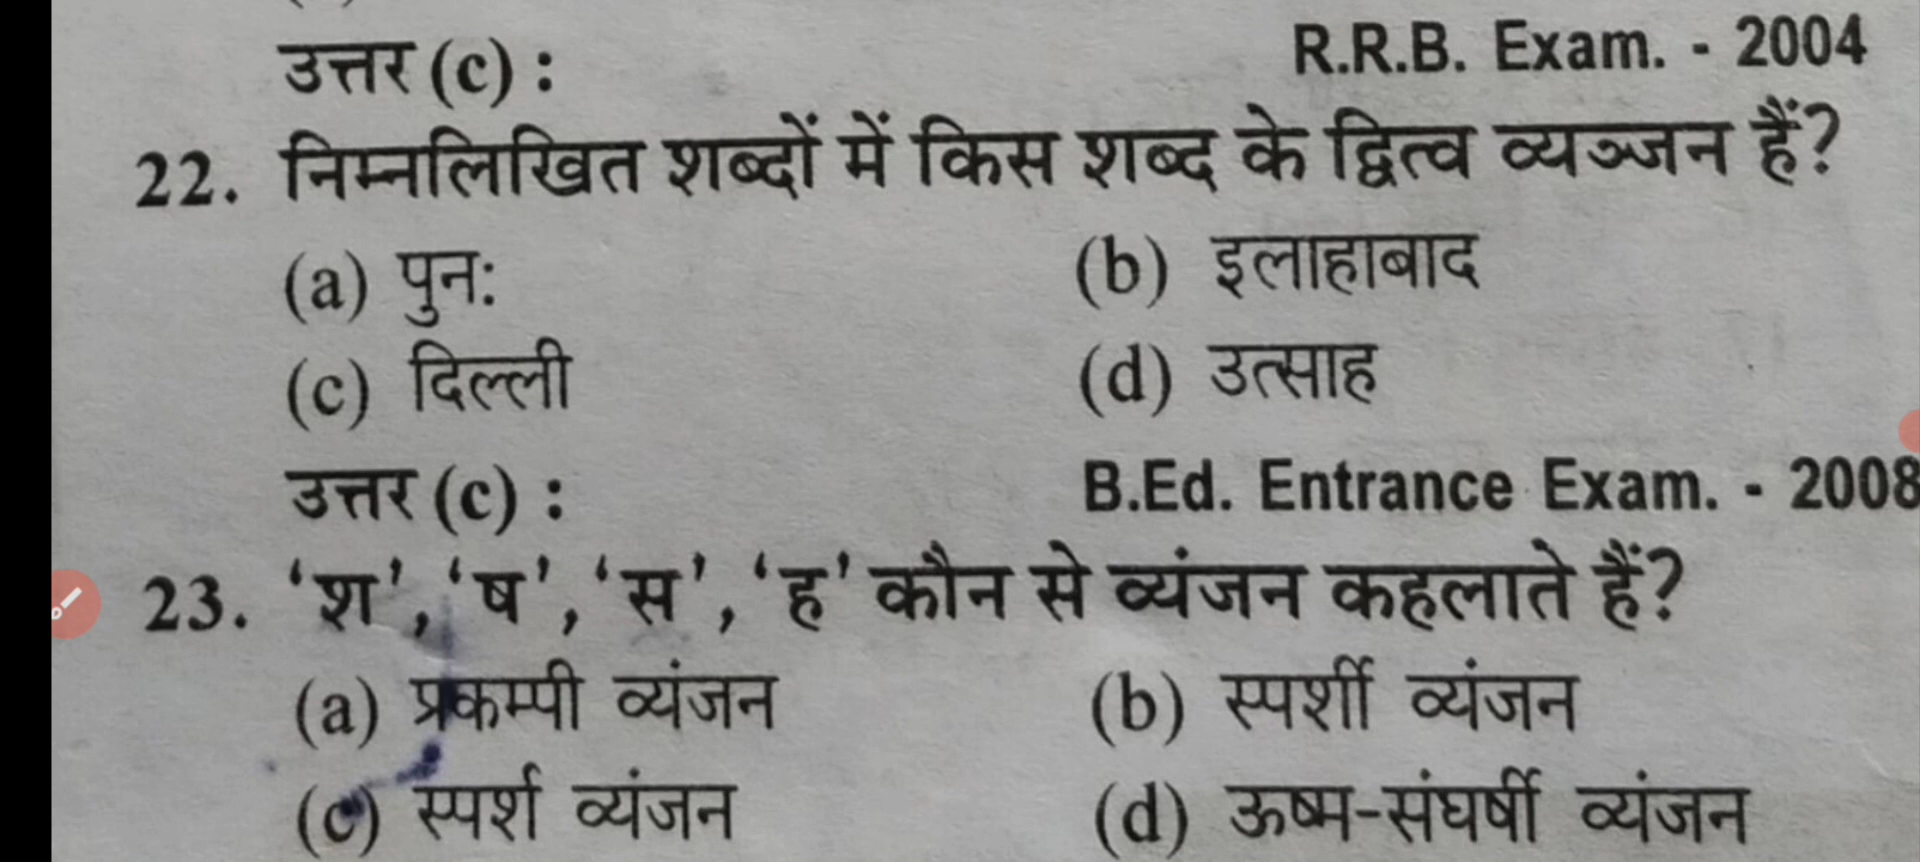 उत्तर (c) : R.R.B. Exam. - 2004
22. निम्नलिखित शब्दों में किस शब्द के द्वित्व व्यञ्जन हैं?
(a) पुनः (b) इलाहाबाद
(c) दिल्ली (d) उत्साह
उत्तर (c) : B.Ed. Entrance Exam. - 2008
23. ‘श’, ‘ष’, ‘स’, ‘ह’ कौन से व्यंजन कहलाते हैं?
(a) प्रकम्पी व्यंजन (b) स्पर्शी व्यंजन
(c) स्पर्श व्यंजन (d) ऊष्म-संघर्षी व्यंजन